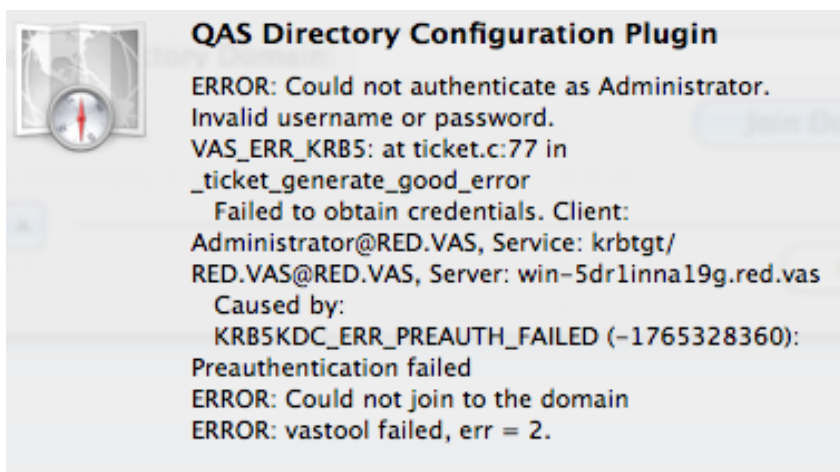 QAS Directory Configuration Plugin
ERROR: Could not authenticate as Administrator.
Invalid username or password.
VAS_ERR_KRB5: at ticket.c:77 in
_ticket_generate_good_error
Failed to obtain credentials. Client:
Administrator@RED.VAS, Service: krbtgt/
RED.VAS@RED.VAS, Server: win-5dr1inna19g.red.vas
Caused by:
KRB5KDC_ERR_PREAUTH_FAILED (-1765328360):
Preauthentication failed
ERROR: Could not join to the domain
ERROR: vastool failed, err = 2.